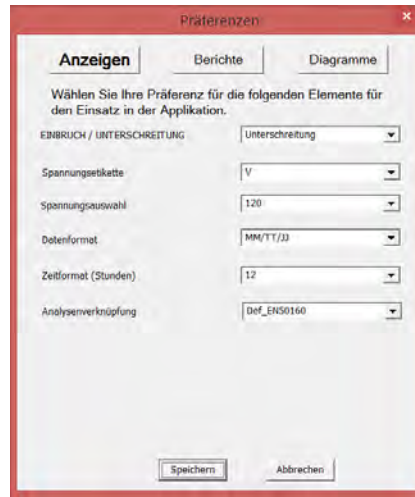 Präferenzen
Anzeigen Berichte Diagramme
Wählen Sie Ihre Präferenz für die folgenden Elemente für
den Einsatz in der Applikation.
EINBRUCH / UNTERSCHREITUNG Unterschreitung
Spannungsetikette V
Spannungsauswahl 120
Datenformat MM/TT/JJ
Zeitformat (Stunden) 12
Analysenverknüpfung Def_EN50160
Speichern Abbrechen